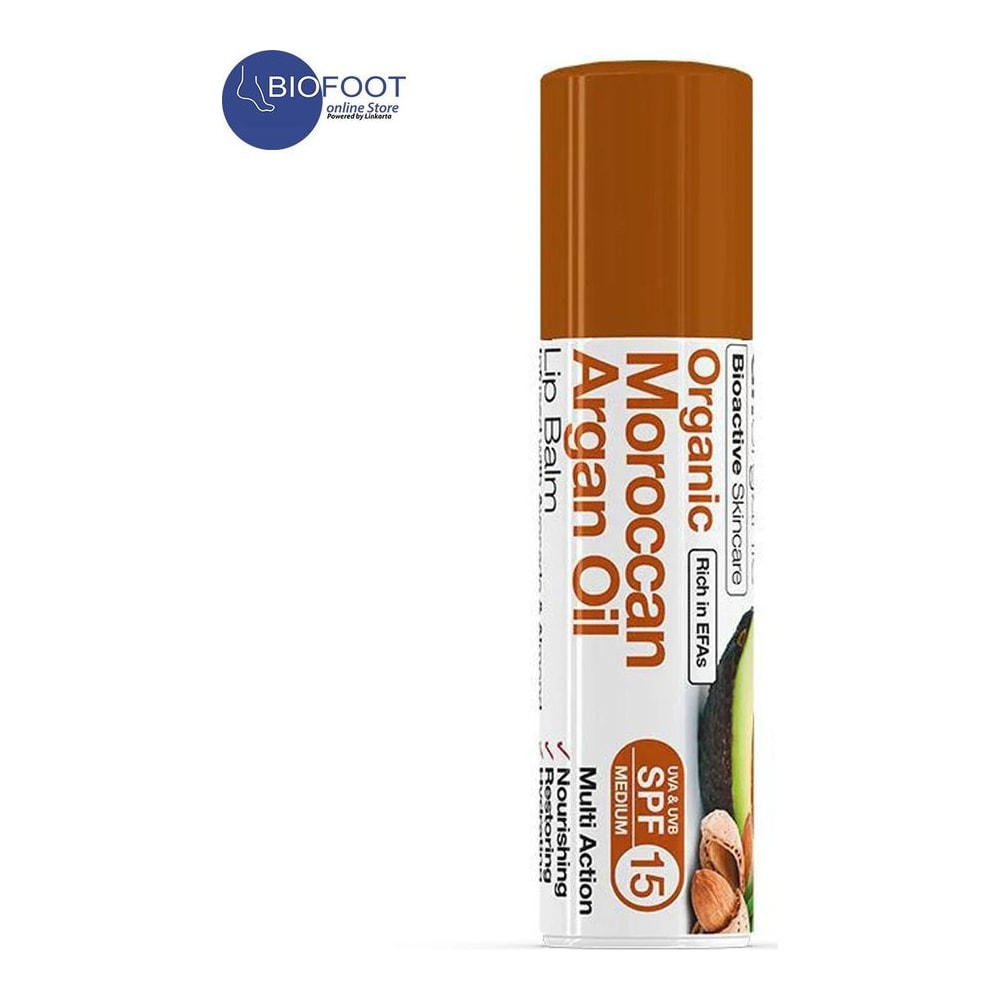 BIOFOOT
online Store
Powered by Linkarta
Bioactive Skincare
Organic
Rich in EFAs
Moroccan
Argan Oil
Lip Balm
UVA & UVB
SPF 15
MEDIUM
Multi Action
Nourishing
Restoring